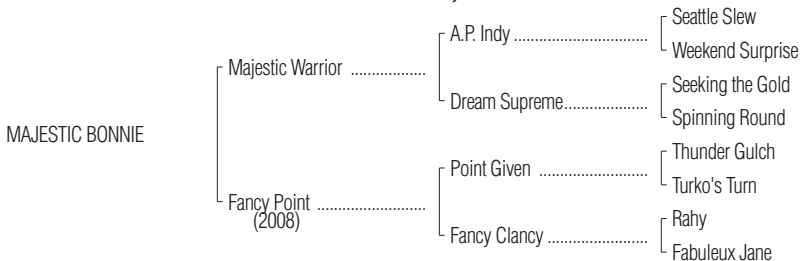 Seattle Slew
A.P. Indy ................................
Weekend Surprise
Majestic Warrior ..................
Seeking the Gold
Dream Supreme....................
Spinning Round
MAJESTIC BONNIE
Thunder Gulch
Point Given ..........................
Turko's Turn
Fancy Point ..........................
(2008)
Rahy
Fancy Clancy ........................
Fabuleux Jane